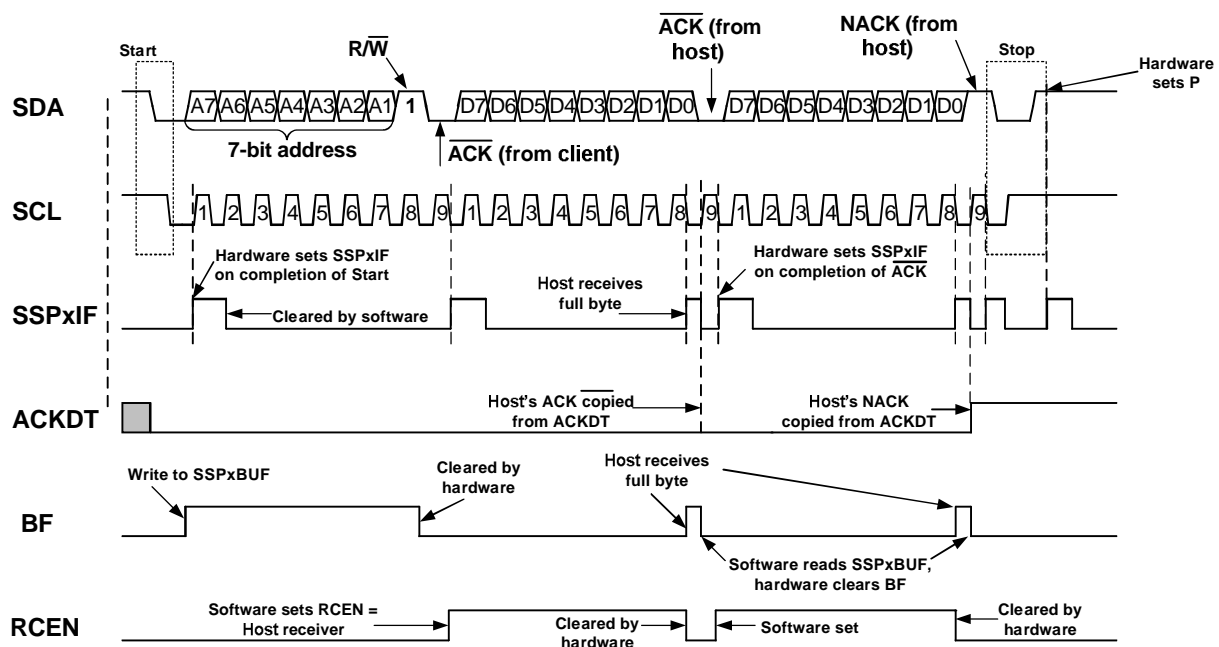 Start
R/W
ACK (from
host)
NACK (from
host)
Stop
Hardware
sets P
SDA
A7 A6 A5 A4 A3 A2 A1 1 D7 D6 D5 D4 D3 D2 D1 D0 D7 D6 D5 D4 D3 D2 D1 D0
7-bit address
ACK (from client)
SCL
1 2 3 4 5 6 7 8 9 1 2 3 4 5 6 7 8 9 1 2 3 4 5 6 7 8 9
Hardware sets SSPxIF
on completion of Start
Hardware sets SSPxIF
on completion of ACK
SSPxIF
Cleared by software
Host receives
full byte
ACKDT
Host's ACK copied
from ACKDT
Host's NACK
copied from ACKDT
Write to SSPxBUF
Cleared by
hardware
Host receives
full byte
BF
Software reads SSPxBUF,
hardware clears BF
RCEN
Software sets RCEN =
Host receiver
Cleared by
hardware
Software set
Cleared by
hardware